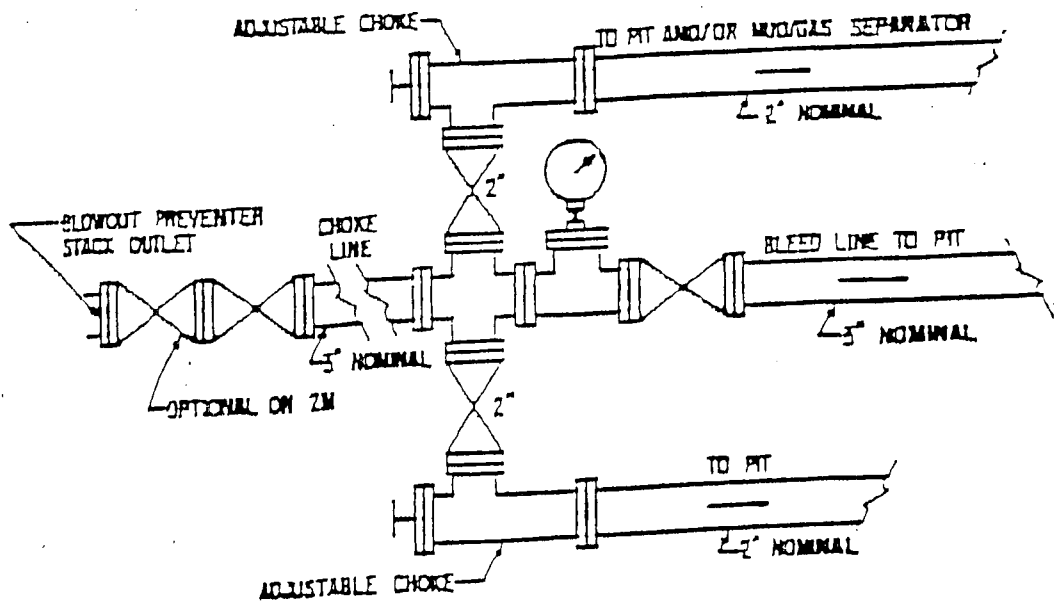 ADJUSTABLE CHOKE
TO PIT AND/OR MUD/GAS SEPARATOR
2" NOMINAL
2"
BLOWOUT PREVENTER
STACK OUTLET
CHOKE
LINE
BLEED LINE TO PIT
3" NOMINAL
3" NOMINAL
OPTIONAL ON 2M
2"
TO PIT
2" NOMINAL
ADJUSTABLE CHOKE